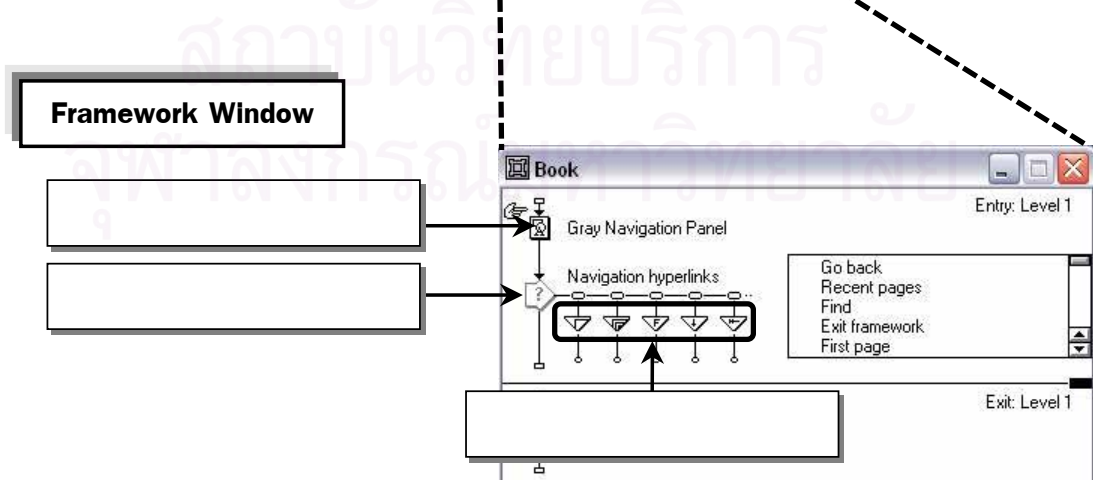 สถาบันวิทยบริการ
จุฬาลงกรณ์มหาวิทยาลัย
Framework Window
Book
Entry: Level 1
Gray Navigation Panel
Navigation hyperlinks
?
F
Go back
Recent pages
Find
Exit framework
First page
Exit: Level 1